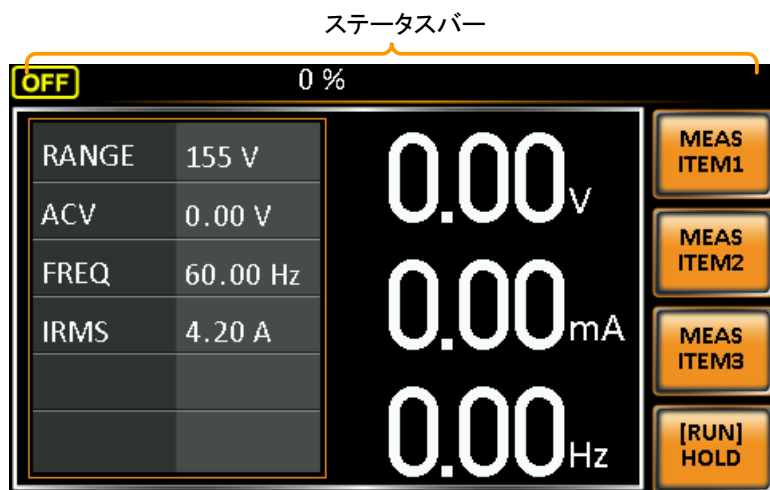 ステータスバー
OFF 0 %
RANGE 155 V
ACV 0.00 V
FREQ 60.00 Hz
IRMS 4.20 A
0.00V
0.00mA
0.00Hz
MEAS
ITEM1
MEAS
ITEM2
MEAS
ITEM3
[RUN]
HOLD